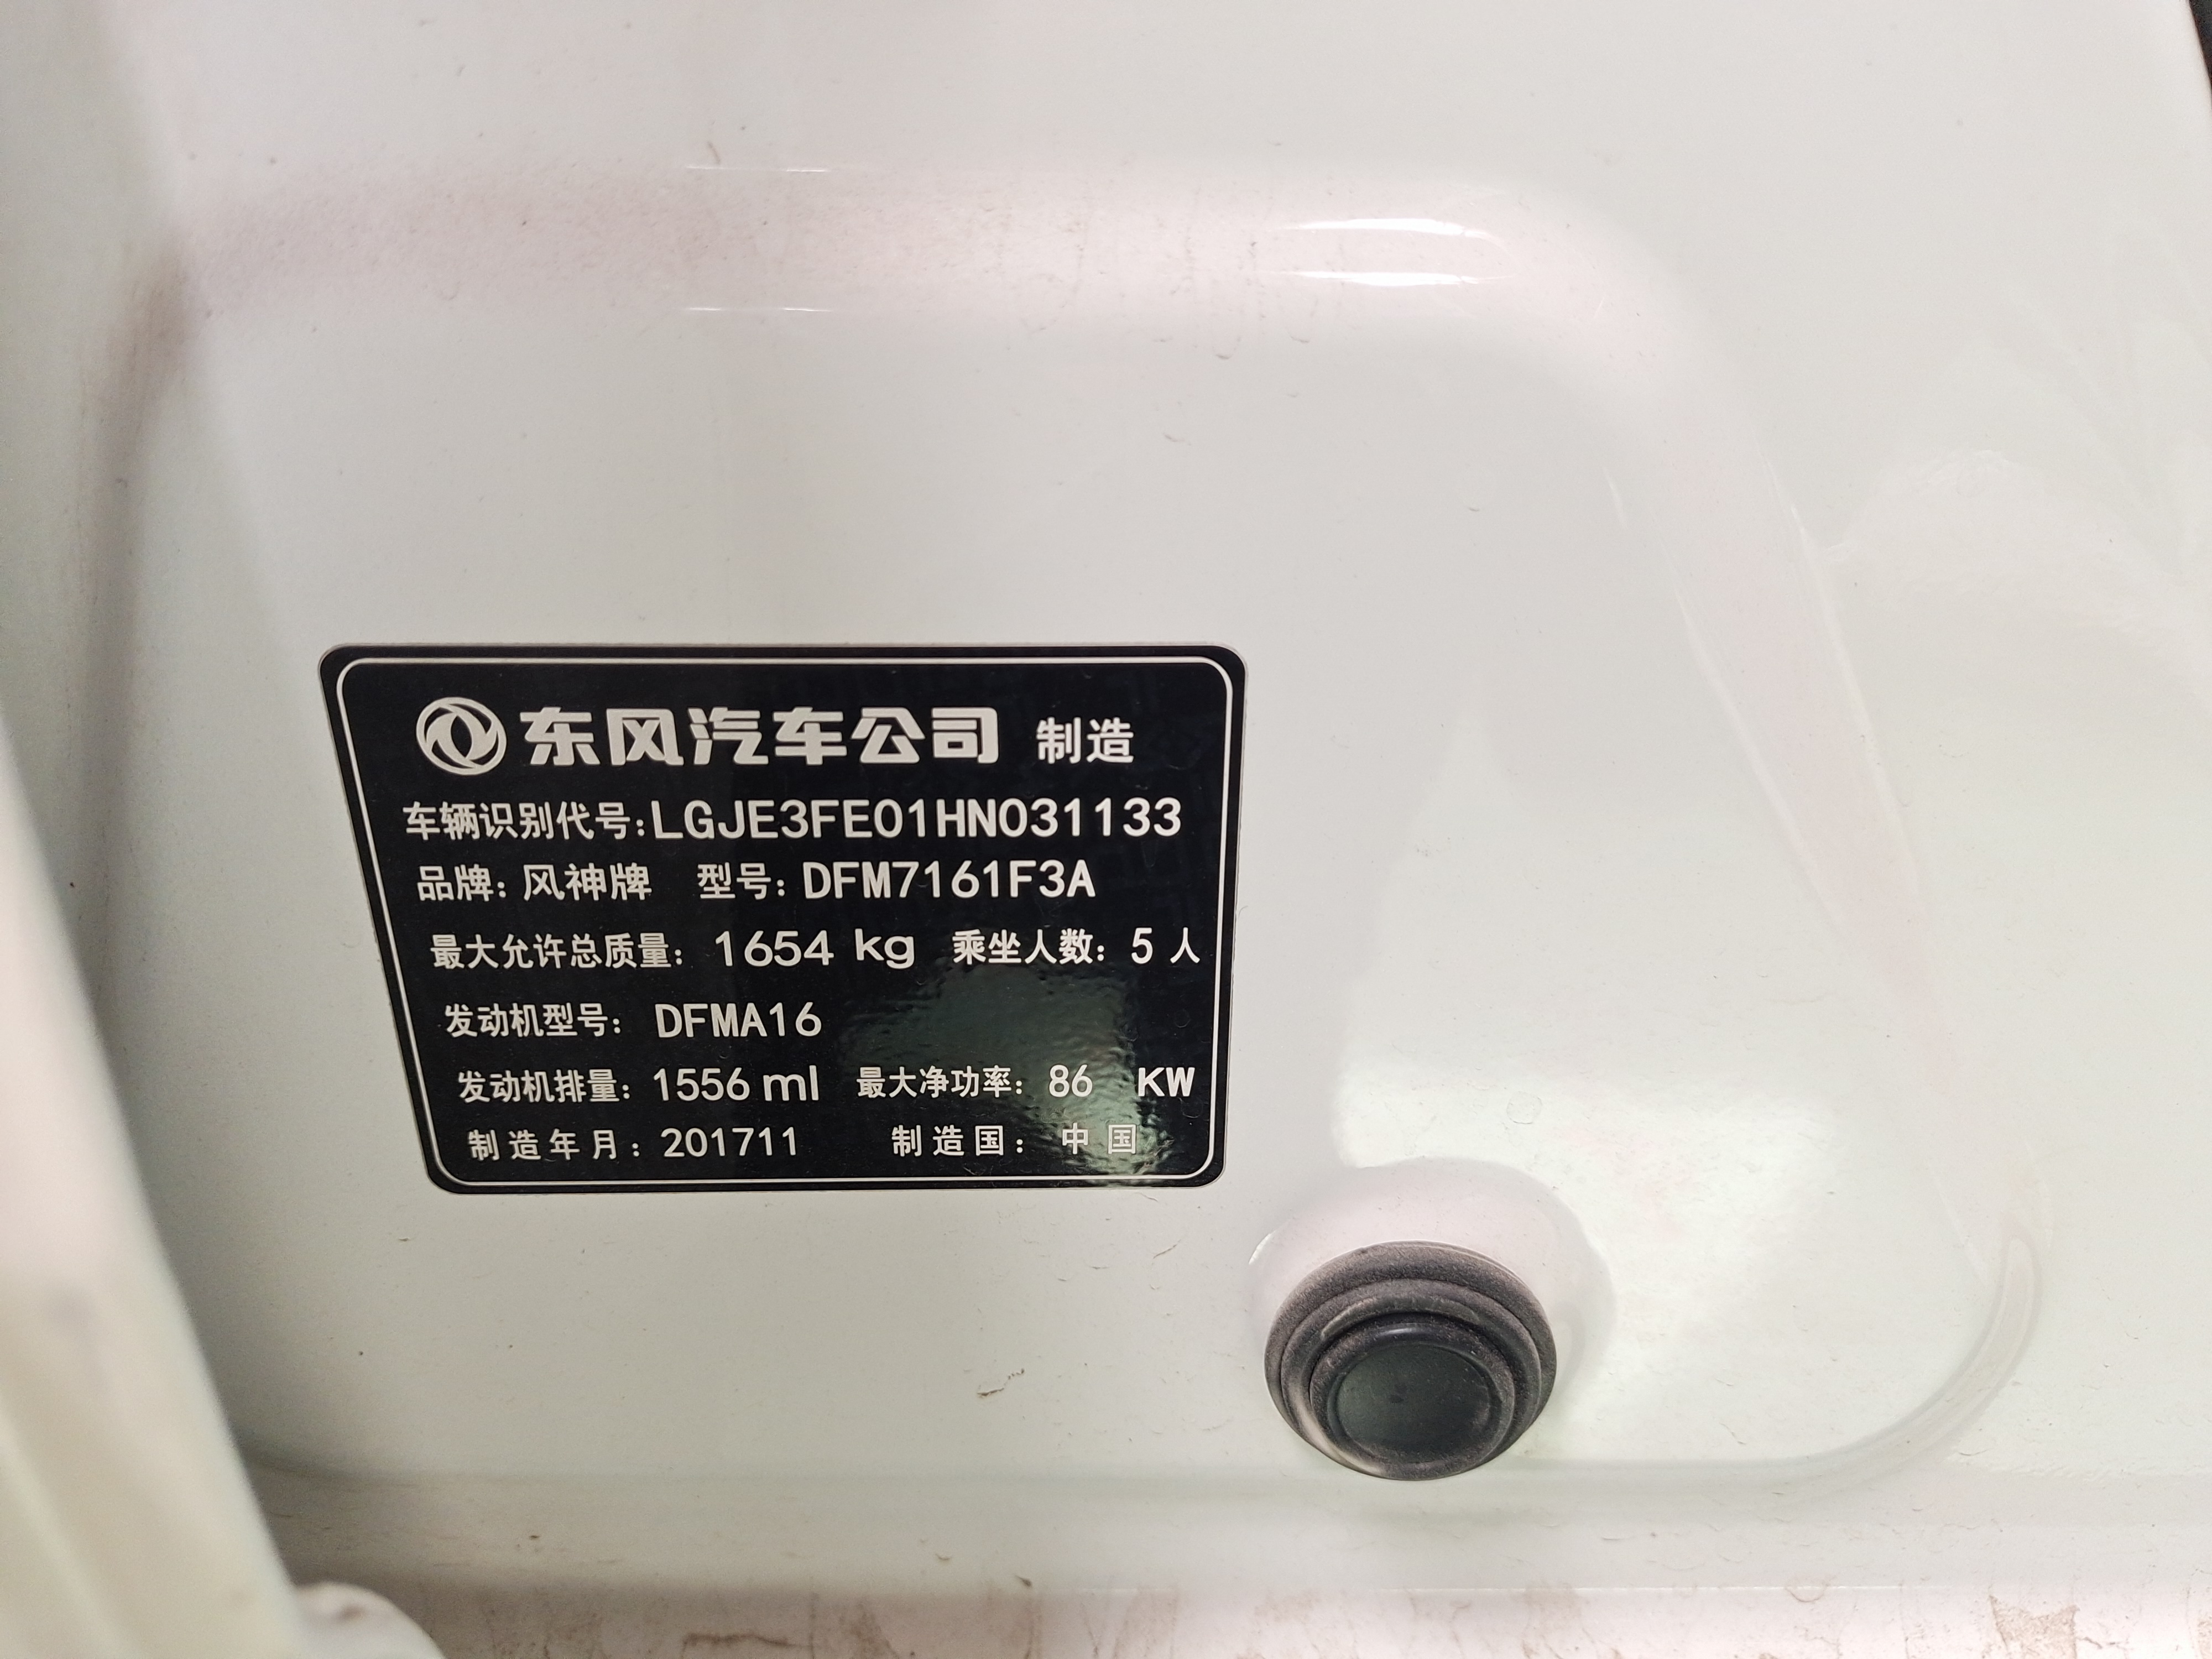 东风汽车公司 制造
车辆识别代号:LGJE3FE01HN031133
品牌: 风神牌 型号: DFM7161F3A
最大允许总质量: 1654 kg 乘坐人数: 5 人
发动机型号: DFMA16
发动机排量: 1556 ml 最大净功率: 86 KW
制造年月: 201711 制造国: 中国